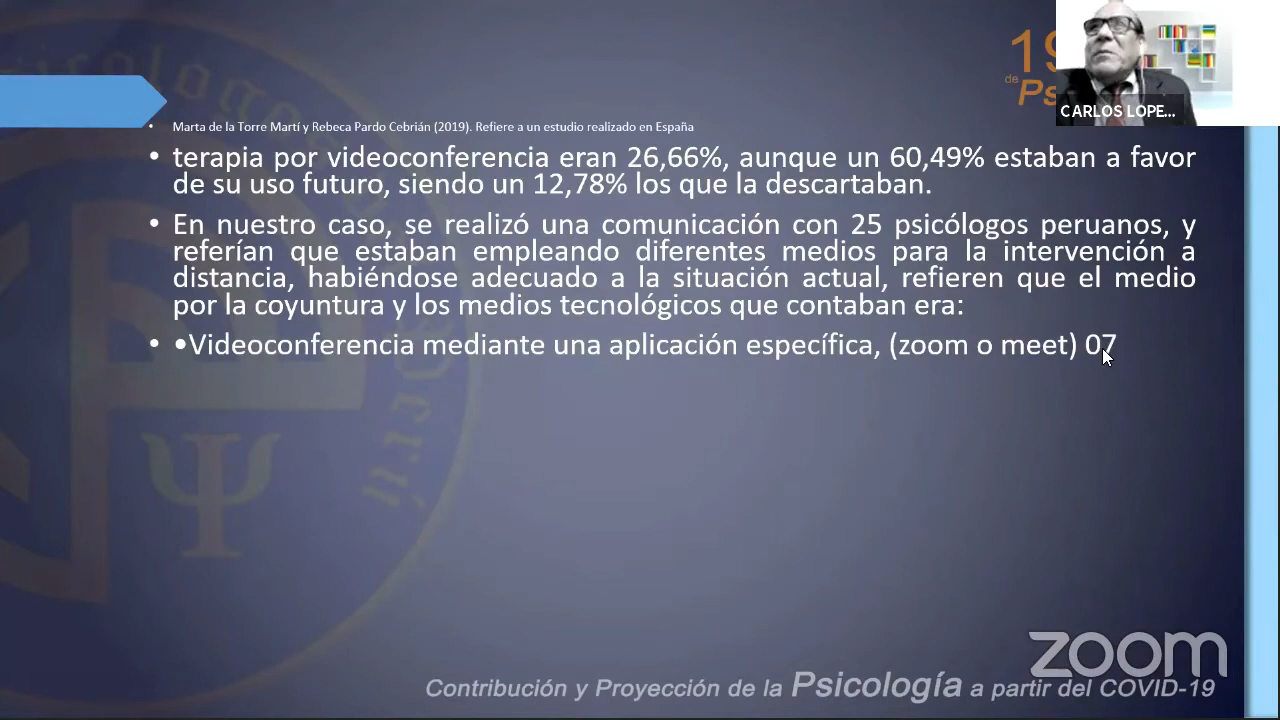 19
de
Ps
CARLOS LOPE...
• Marta de la Torre Martí y Rebeca Pardo Cebrián (2019). Refiere a un estudio realizado en España
• terapia por videoconferencia eran 26,66%, aunque un 60,49% estaban a favor
de su uso futuro, siendo un 12,78% los que la descartaban.
• En nuestro caso, se realizó una comunicación con 25 psicólogos peruanos, y
referían que estaban empleando diferentes medios para la intervención a
distancia, habiéndose adecuado a la situación actual, refieren que el medio
por la coyuntura y los medios tecnológicos que contaban era:
• •Videoconferencia mediante una aplicación específica, (zoom o meet) 07
zoom
Contribución y Proyección de la Psicología a partir del COVID-19